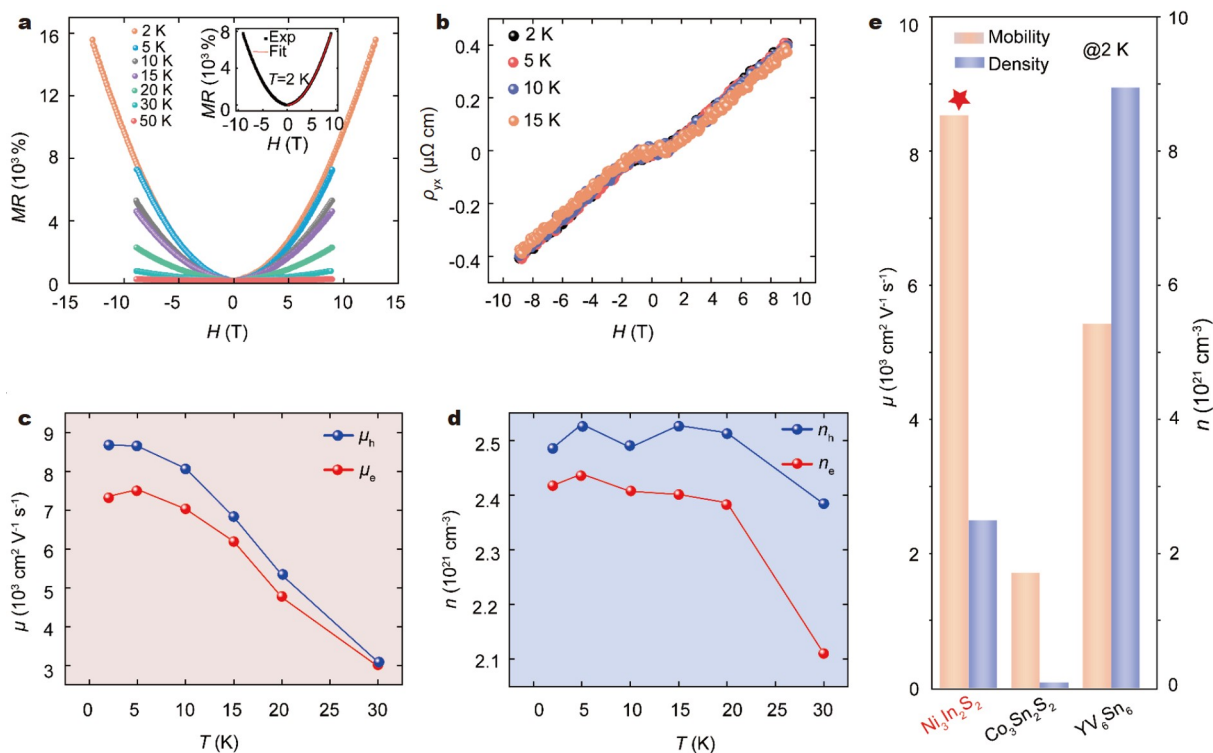 a
MR (10³ %)
16
12
8
4
0
-15
-10
-5
0
5
10
15
H (T)
2 K
5 K
10 K
15 K
20 K
30 K
50 K
MR (10³ %)
8
4
0
Exp
Fit
T=2 K
-10
-5
0
5
10
H (T)
b
ρyx (μΩ cm)
0.4
0.2
0
-0.2
-0.4
2 K
5 K
10 K
15 K
-10
-8
-6
-4
-2
0
2
4
6
8
10
H (T)
c
μ (10³ cm² V⁻¹ s⁻¹)
9
8
7
6
5
4
3
μh
μe
0
5
10
15
20
25
30
T (K)
d
n (10²¹ cm⁻³)
2.5
2.4
2.3
2.2
2.1
nh
ne
0
5
10
15
20
25
30
T (K)
e
μ (10³ cm² V⁻¹ s⁻¹)
10
8
6
4
2
0
Mobility
Density
@2 K
10
8
6
4
2
0
n (10²¹ cm⁻³)
Ni₃In₂S₂
Co₃Sn₂S₂
YV₆Sn₆